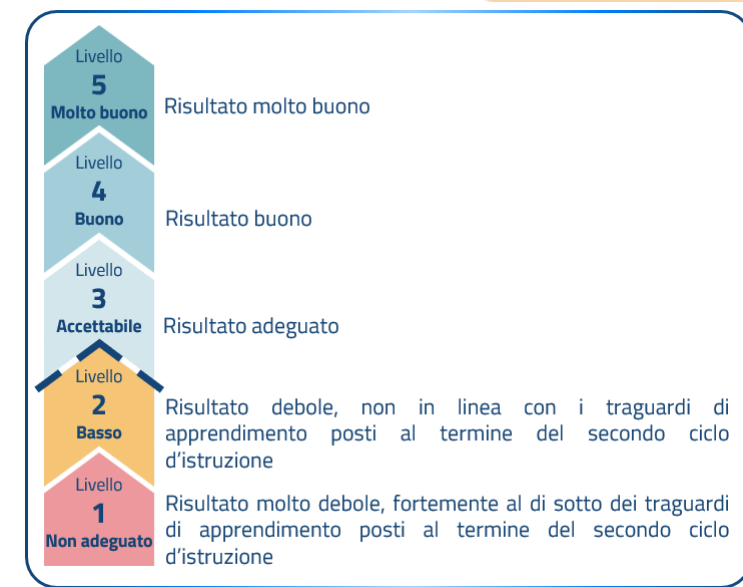 Livello
5
Molto buono
Risultato molto buono
Livello
4
Buono
Risultato buono
Livello
3
Accettabile
Risultato adeguato
Livello
2
Basso
Risultato debole, non in linea con i traguardi di
apprendimento posti al termine del secondo ciclo
d’istruzione
Livello
1
Non adeguato
Risultato molto debole, fortemente al di sotto dei traguardi
di apprendimento posti al termine del secondo ciclo
d’istruzione